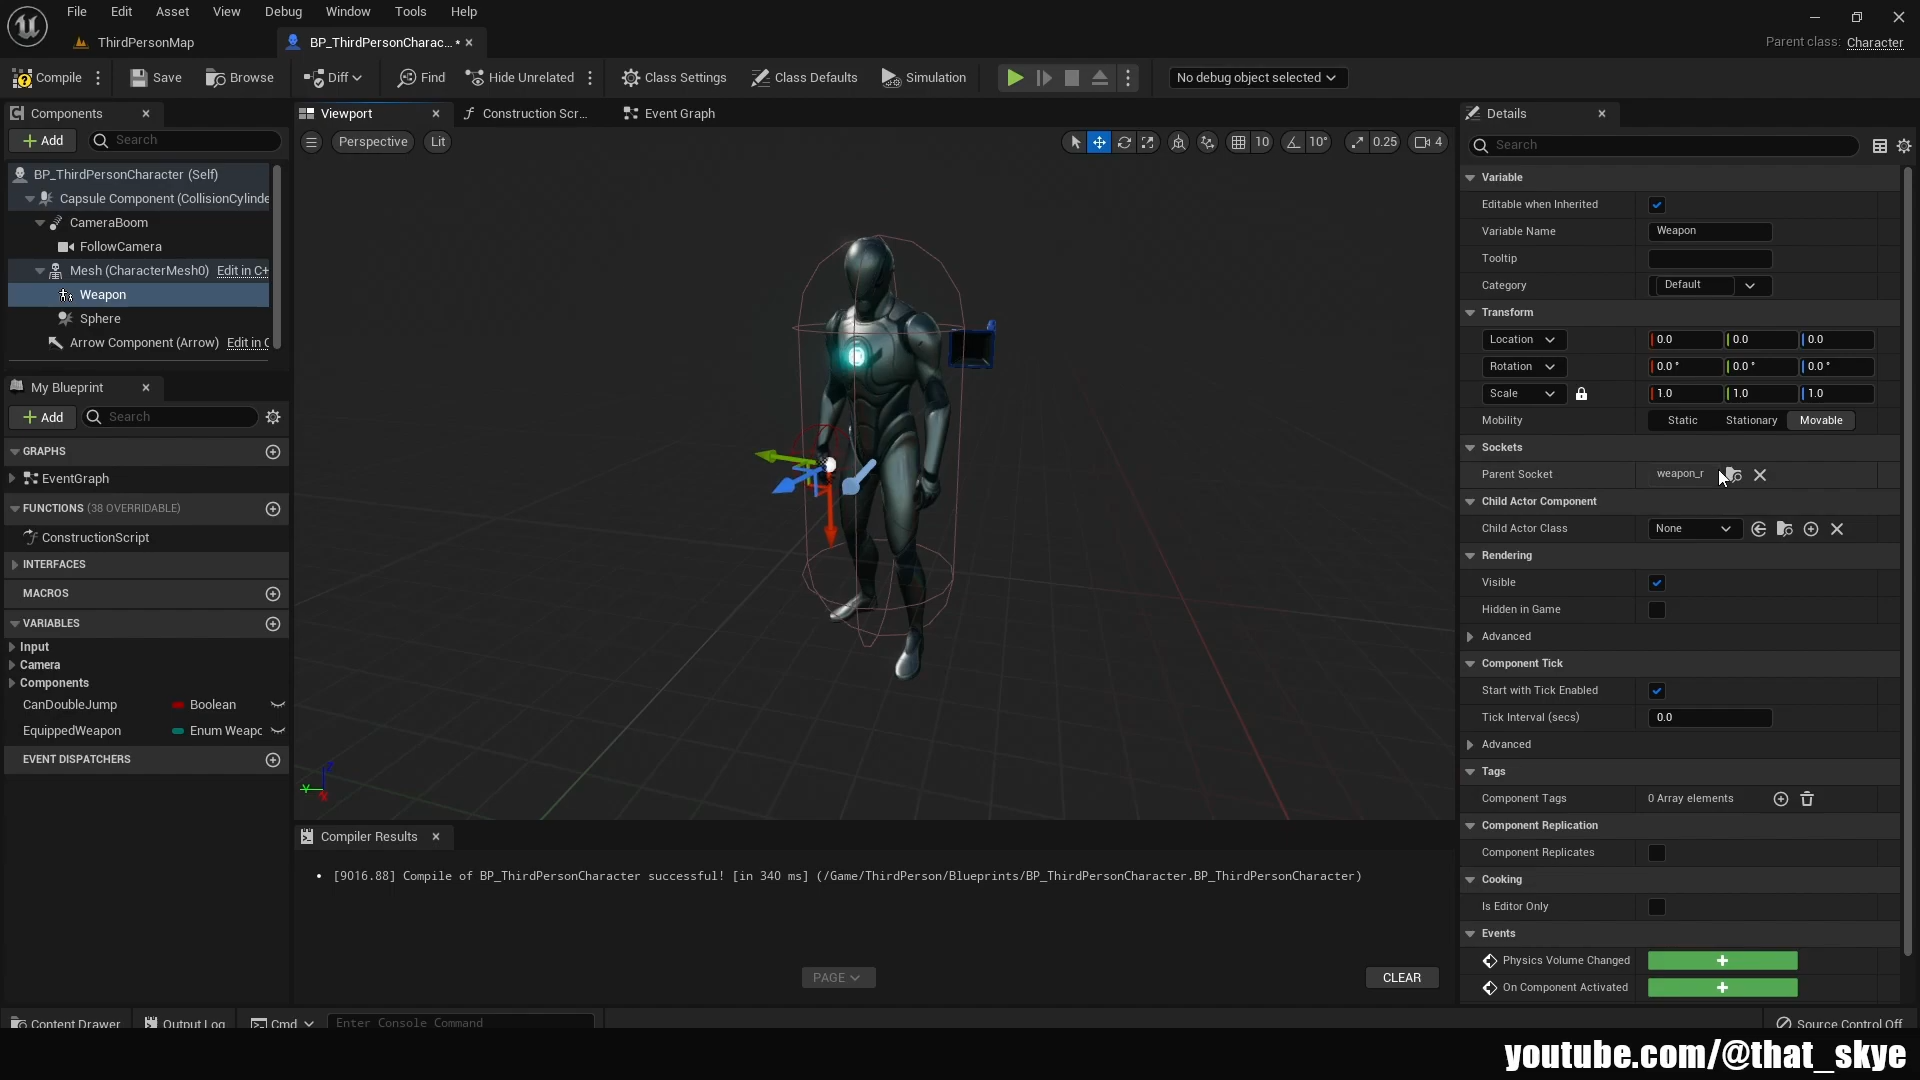 File Edit Asset View Debug Window Tools Help
ThirdPersonMap
BP_ThirdPersonCharac... •
Parent class: Character
Compile Save Browse Diff Find Hide Unrelated Class Settings Class Defaults Simulation No debug object selected
Components
Add Search
BP_ThirdPersonCharacter (Self)
Capsule Component (CollisionCylinde
CameraBoom
FollowCamera
Mesh (CharacterMesh0) Edit in C+
Weapon
Sphere
Arrow Component (Arrow) Edit in C
My Blueprint
Add Search
GRAPHS
EventGraph
FUNCTIONS (38 OVERRIDABLE)
ConstructionScript
INTERFACES
MACROS
VARIABLES
Input
Camera
Components
CanDoubleJump Boolean
EquippedWeapon Enum Weapo
EVENT DISPATCHERS
Viewport Construction Scr... Event Graph
Perspective Lit 10 10° 0.25 4
Z
Y
X
Compiler Results
• [9016.88] Compile of BP_ThirdPersonCharacter successful! [in 340 ms] (/Game/ThirdPerson/Blueprints/BP_ThirdPersonCharacter.BP_ThirdPersonCharacter)
PAGE CLEAR
Details
Search
Variable
Editable when Inherited
Variable Name Weapon
Tooltip
Category Default
Transform
Location 0.0 0.0 0.0
Rotation 0.0 ° 0.0 ° 0.0 °
Scale 1.0 1.0 1.0
Mobility Static Stationary Movable
Sockets
Parent Socket weapon_r
Child Actor Component
Child Actor Class None
Rendering
Visible
Hidden in Game
Advanced
Component Tick
Start with Tick Enabled
Tick Interval (secs) 0.0
Advanced
Tags
Component Tags 0 Array elements
Component Replication
Component Replicates
Cooking
Is Editor Only
Events
Physics Volume Changed
On Component Activated
Content Drawer Output Log Cmd Enter Console Command Source Control Off
youtube.com/@that_skye